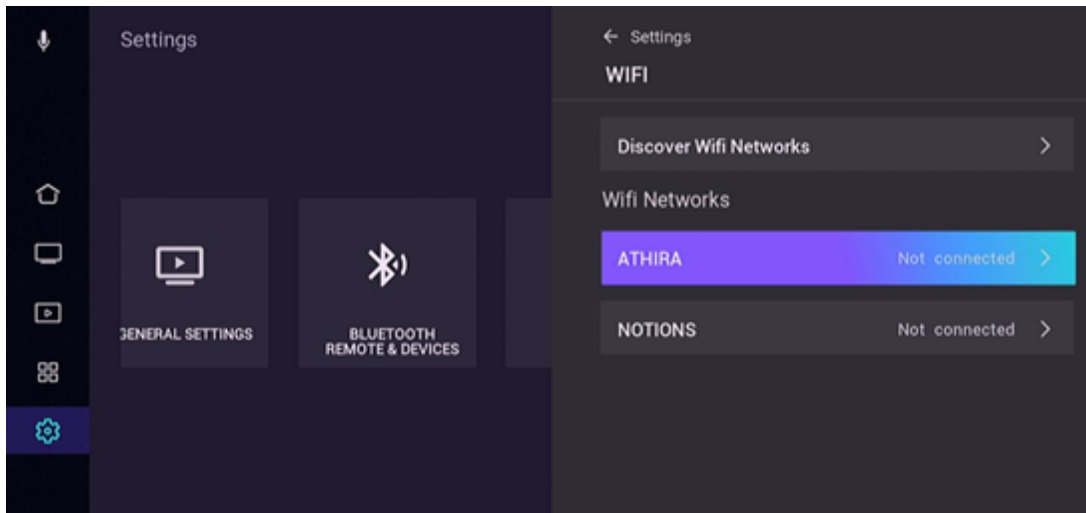 Settings
GENERAL SETTINGS
BLUETOOTH
REMOTE & DEVICES
← Settings
WIFI
Discover Wifi Networks
Wifi Networks
ATHIRA Not connected
NOTIONS Not connected